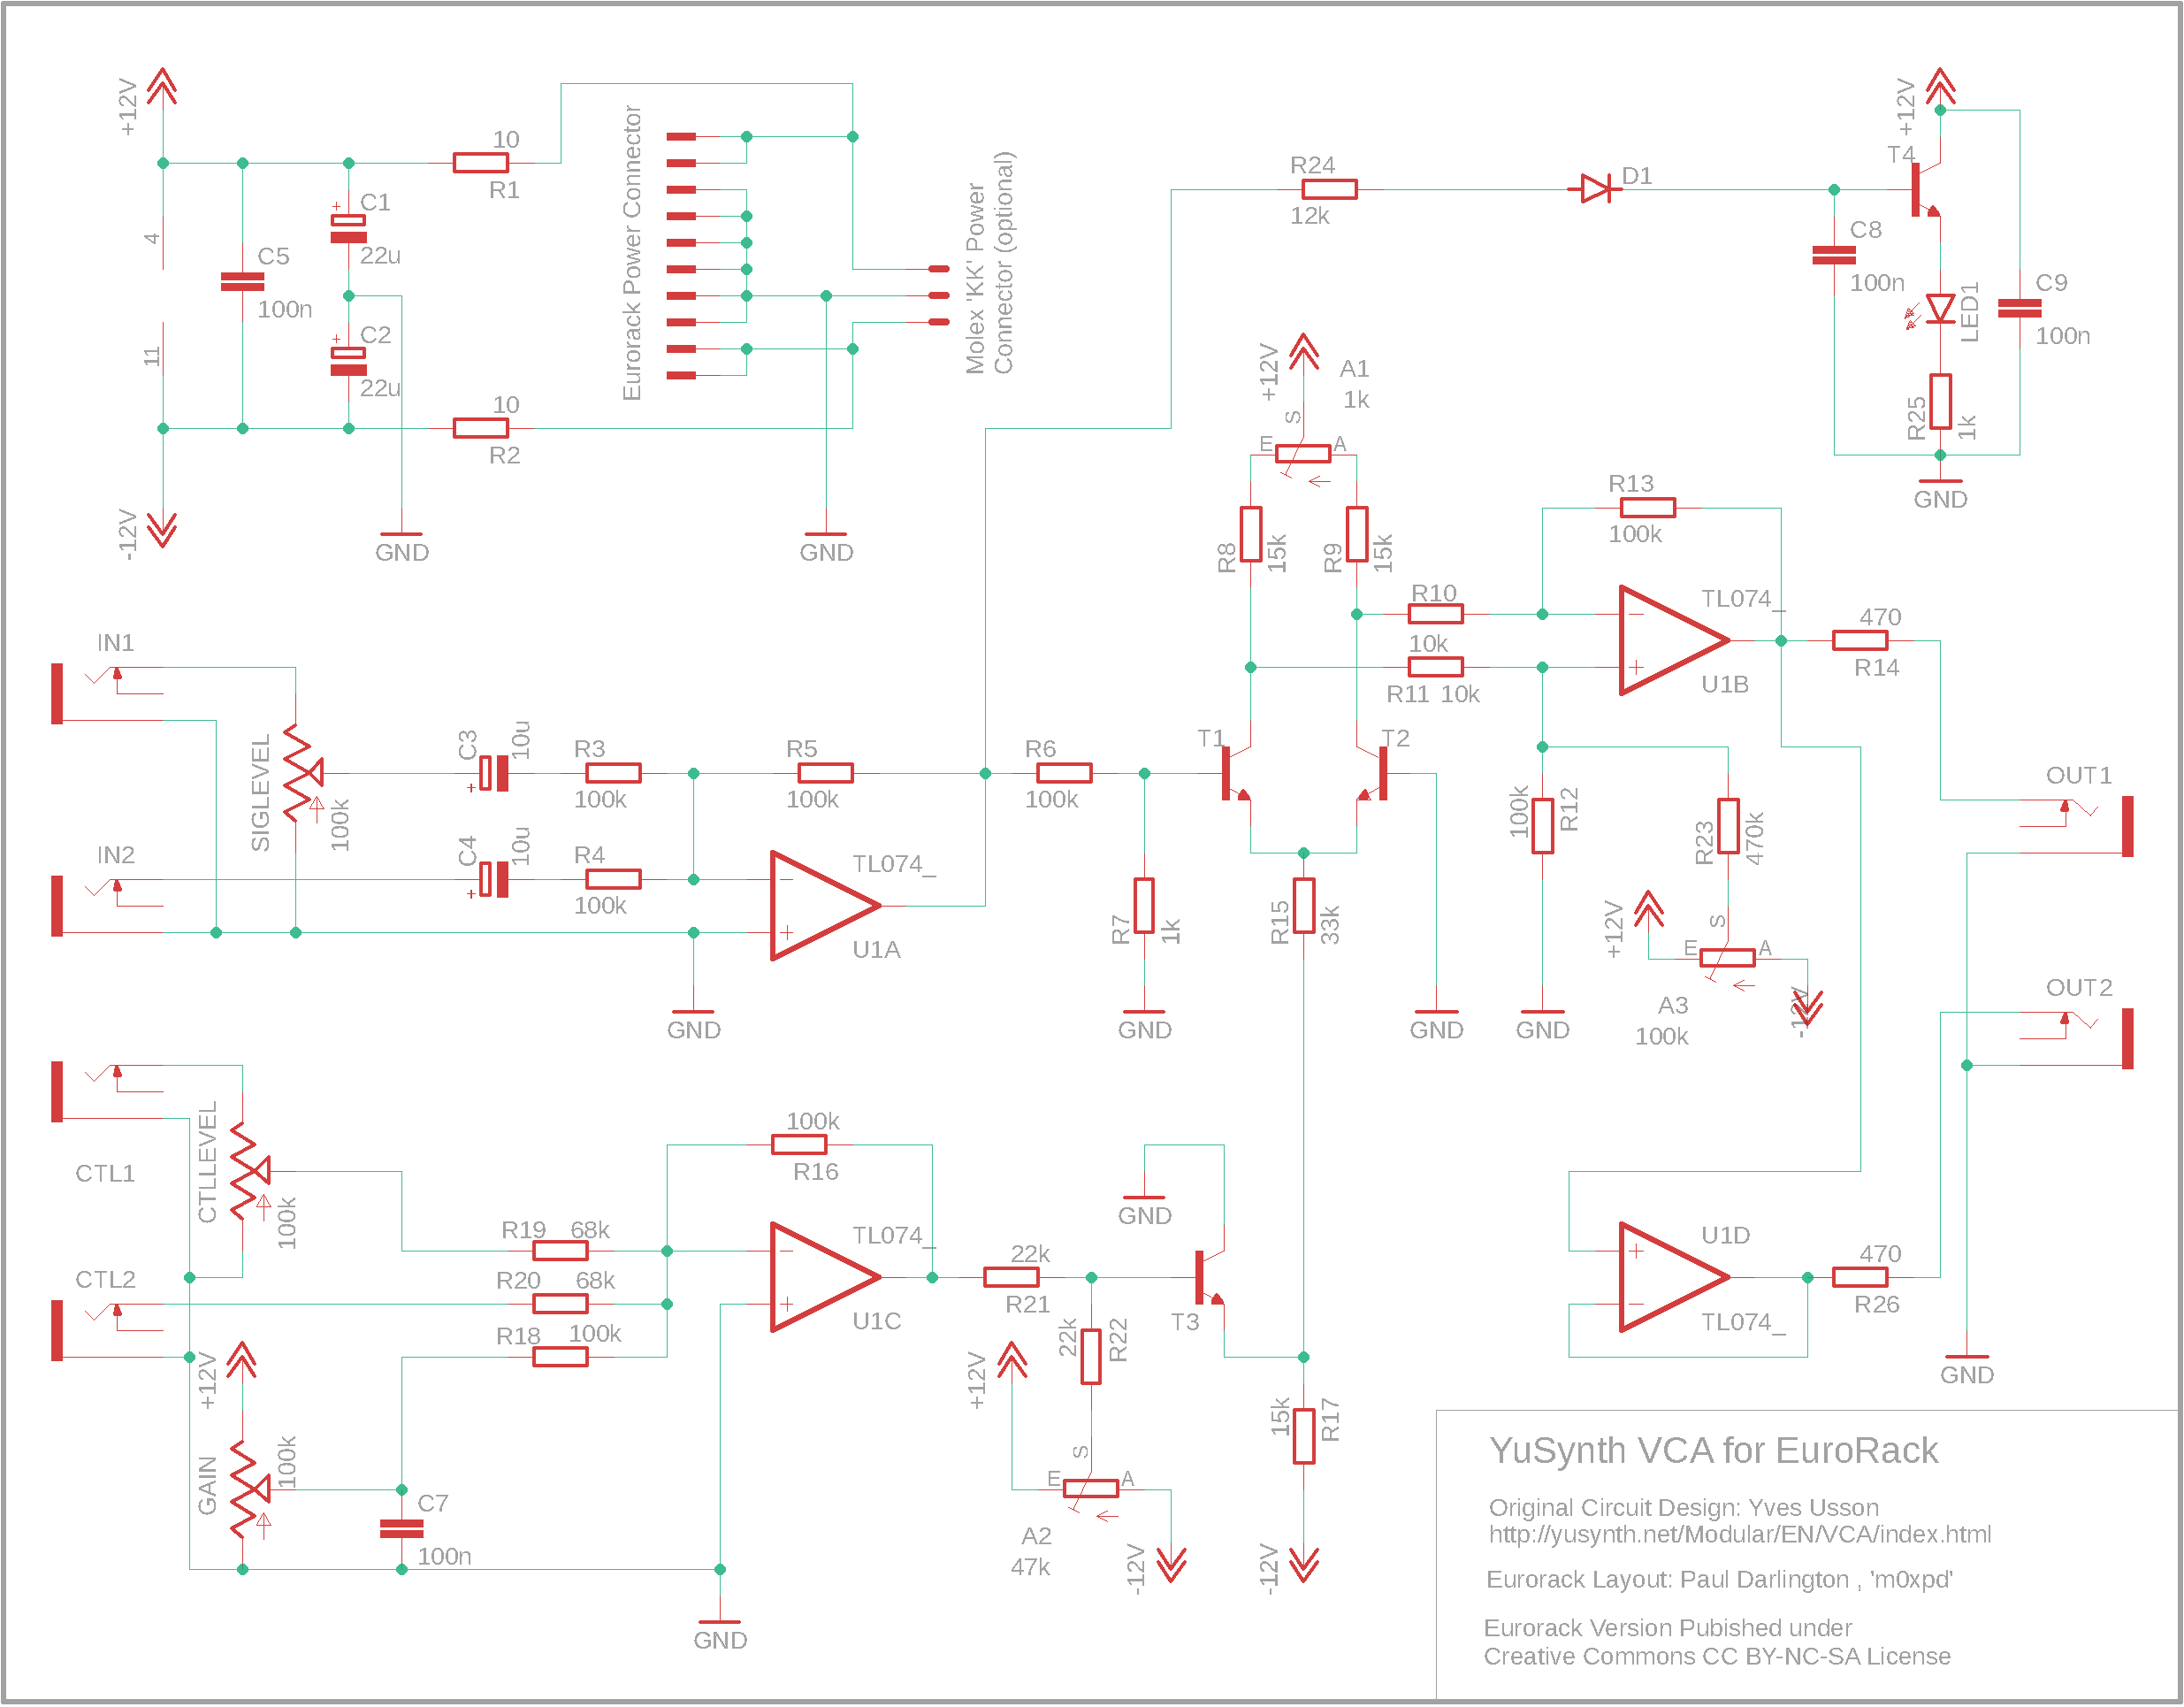 +12V
4
11
-12V
C5
100n
+
C1
22u
+
C2
22u
10
R1
10
R2
GND
Eurorack Power Connector
Molex 'KK' Power
Connector (optional)
GND
R24
12k
D1
+12V
T4
C8
100n
LED1
C9
100n
R25
1k
GND
+12V
A1
1k
S
E
A
R8
15k
R9
15k
R13
100k
R10
10k
R11 10k
TL074_
U1B
470
R14
IN1
SIGLEVEL
100k
IN2
C3
10u
+
R3
100k
C4
10u
+
R4
100k
R5
100k
TL074_
U1A
GND
R6
100k
R7
1k
GND
T1
T2
R15
33k
GND
100k
R12
GND
R23
470k
+12V
S
E
A
A3
100k
-12V
OUT1
OUT2
CTL1
CTLLEVEL
100k
CTL2
+12V
GAIN
100k
C7
100n
R19 68k
R20 68k
R18 100k
100k
R16
TL074_
U1C
GND
22k
R21
22k
R22
+12V
S
E
A
A2
47k
-12V
GND
T3
15k
R17
-12V
U1D
TL074_
470
R26
GND
YuSynth VCA for EuroRack
Original Circuit Design: Yves Usson
http://yusynth.net/Modular/EN/VCA/index.html
Eurorack Layout: Paul Darlington , 'm0xpd'
Eurorack Version Pubished under
Creative Commons CC BY-NC-SA License